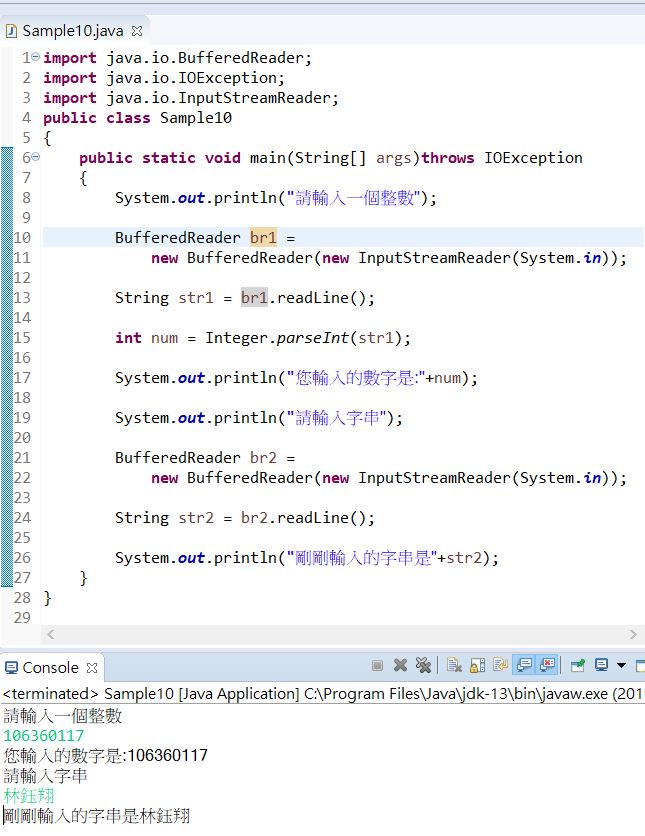 Sample10.java
1 import java.io.BufferedReader;
2 import java.io.IOException;
3 import java.io.InputStreamReader;
4 public class Sample10
5 {
6     public static void main(String[] args)throws IOException
7     {
8         System.out.println("請輸入一個整數");
9
10         BufferedReader br1 =
11             new BufferedReader(new InputStreamReader(System.in));
12
13         String str1 = br1.readLine();
14
15         int num = Integer.parseInt(str1);
16
17         System.out.println("您輸入的數字是:"+num);
18
19         System.out.println("請輸入字串");
20
21         BufferedReader br2 =
22             new BufferedReader(new InputStreamReader(System.in));
23
24         String str2 = br2.readLine();
25
26         System.out.println("剛剛輸入的字串是"+str2);
27     }
28 }
29
Console
<terminated> Sample10 [Java Application] C:\Program Files\Java\jdk-13\bin\javaw.exe (201
請輸入一個整數
106360117
您輸入的數字是:106360117
請輸入字串
林鈺翔
剛剛輸入的字串是林鈺翔